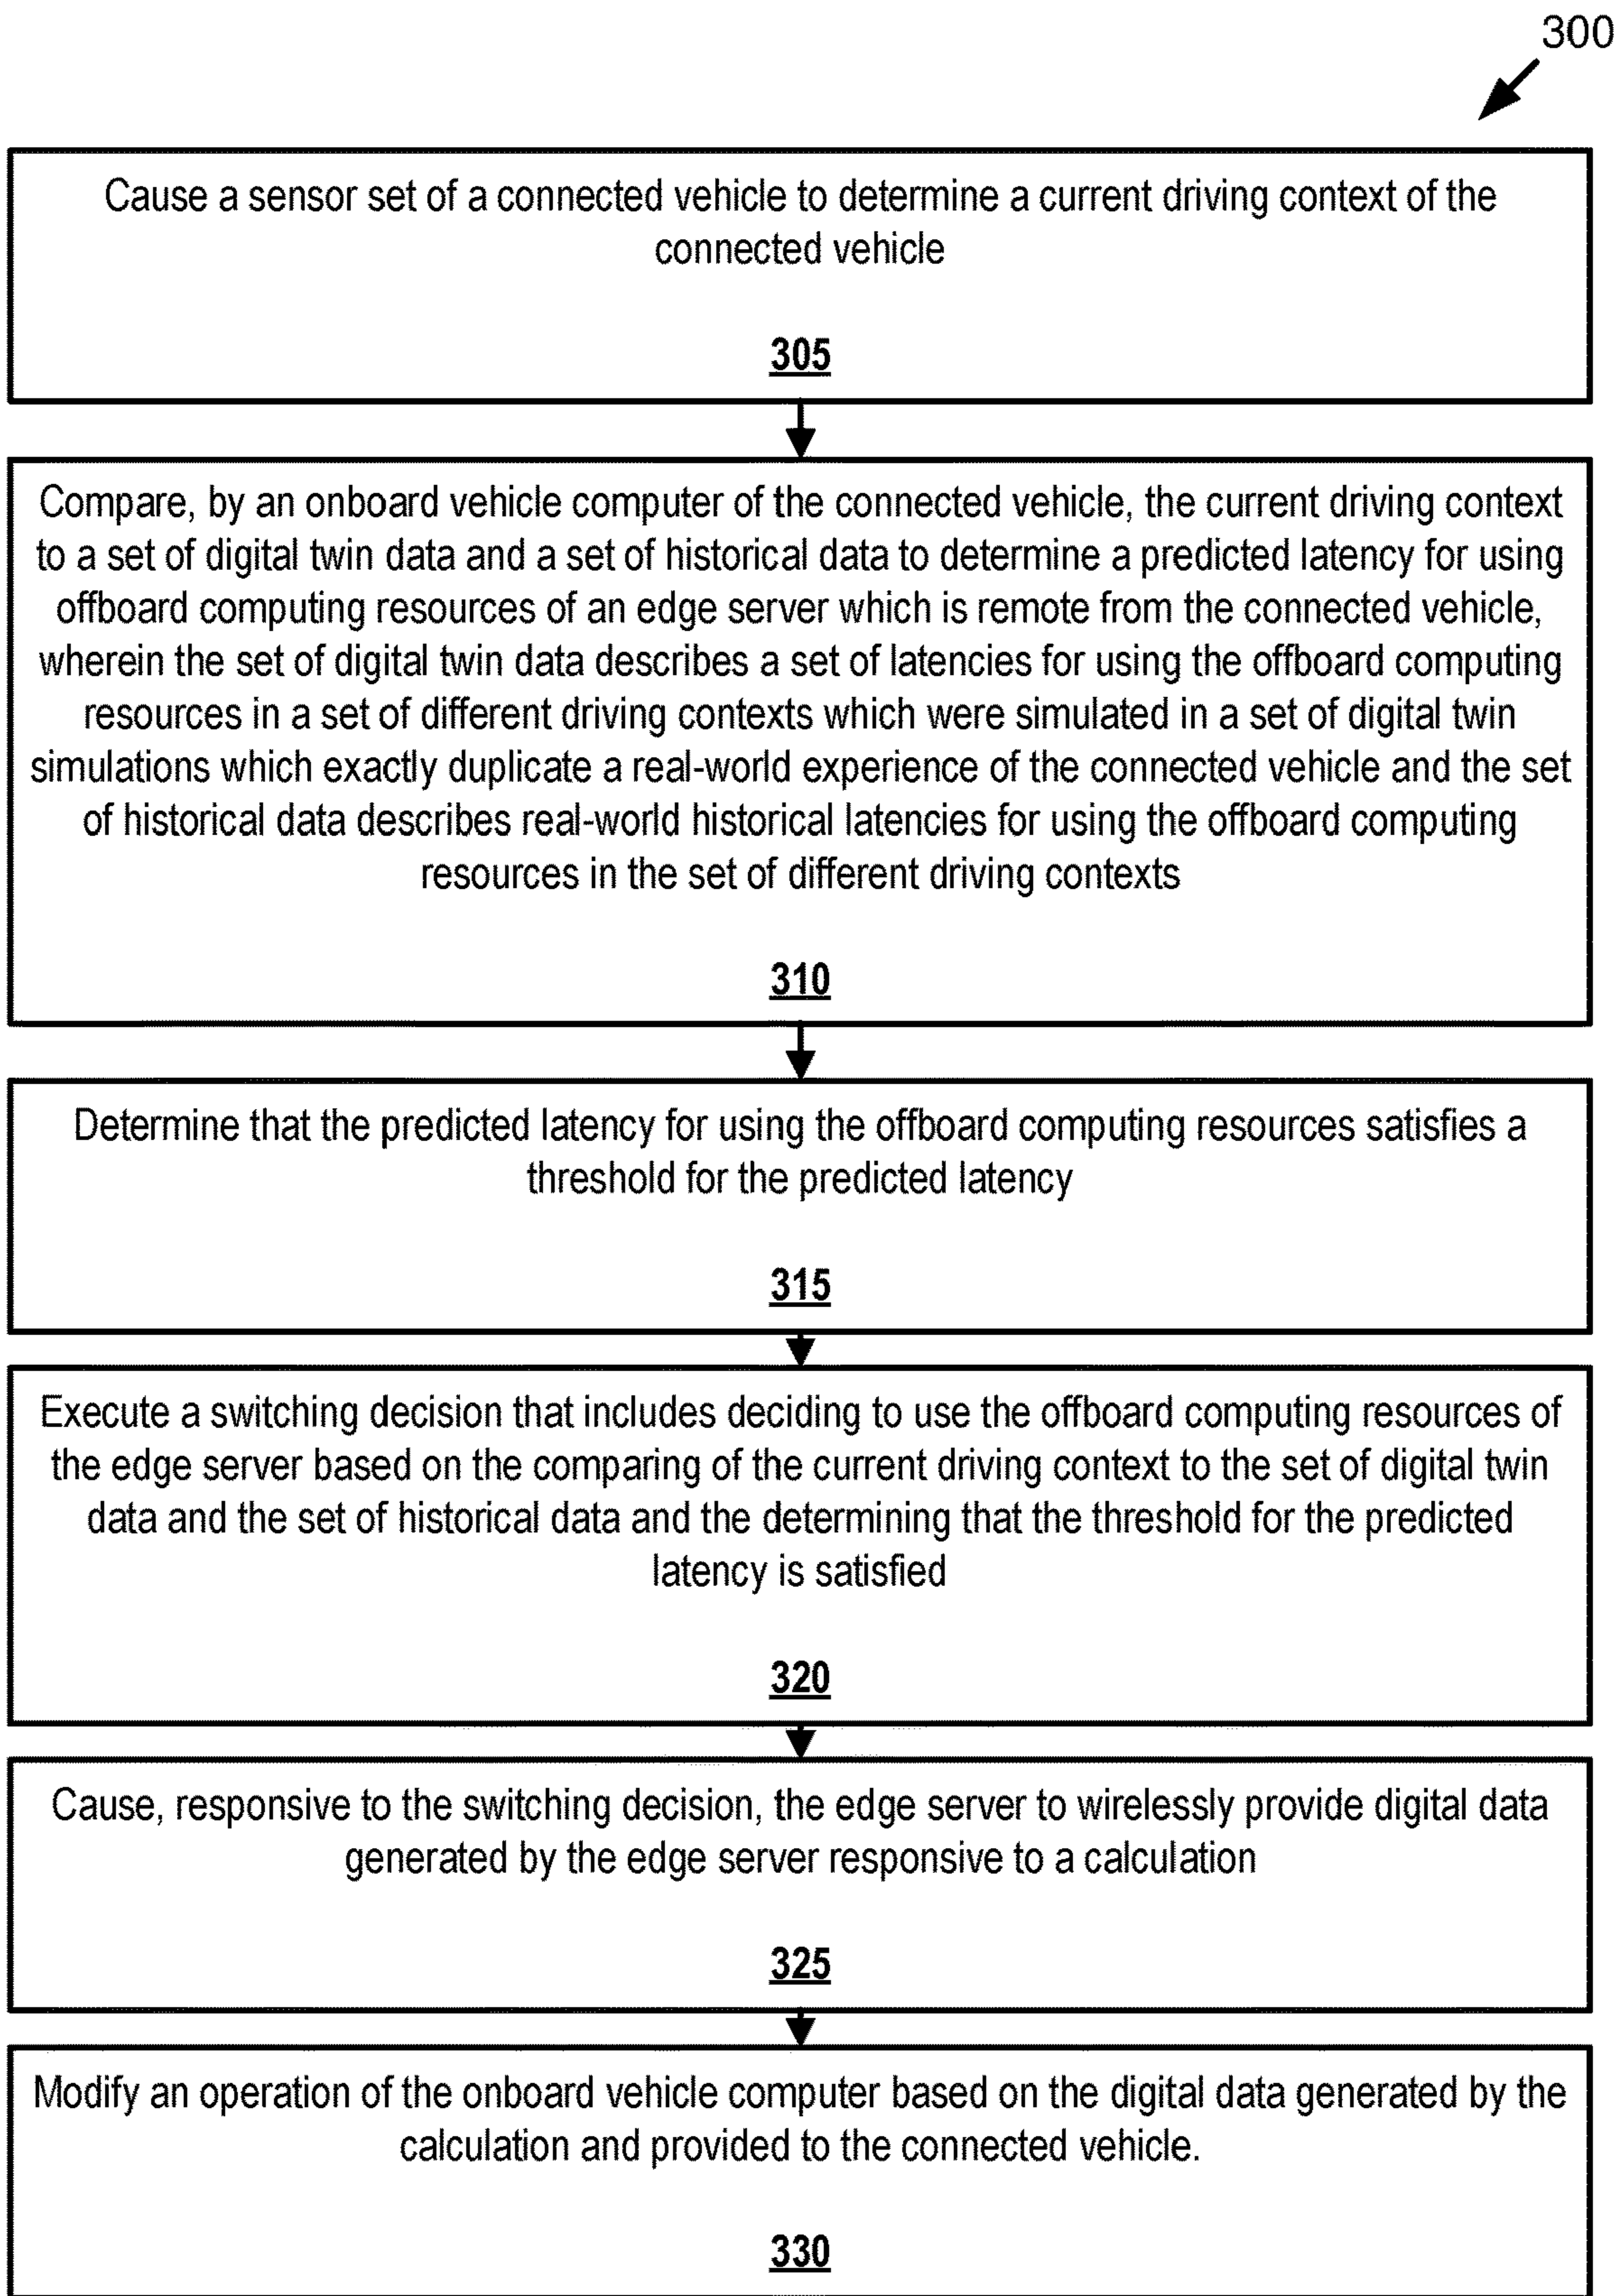 300
Cause a sensor set of a connected vehicle to determine a current driving context of the
connected vehicle
305
Compare, by an onboard vehicle computer of the connected vehicle, the current driving context
to a set of digital twin data and a set of historical data to determine a predicted latency for using
offboard computing resources of an edge server which is remote from the connected vehicle,
wherein the set of digital twin data describes a set of latencies for using the offboard computing
resources in a set of different driving contexts which were simulated in a set of digital twin
simulations which exactly duplicate a real-world experience of the connected vehicle and the set
of historical data describes real-world historical latencies for using the offboard computing
resources in the set of different driving contexts
310
Determine that the predicted latency for using the offboard computing resources satisfies a
threshold for the predicted latency
315
Execute a switching decision that includes deciding to use the offboard computing resources of
the edge server based on the comparing of the current driving context to the set of digital twin
data and the set of historical data and the determining that the threshold for the predicted
latency is satisfied
320
Cause, responsive to the switching decision, the edge server to wirelessly provide digital data
generated by the edge server responsive to a calculation
325
Modify an operation of the onboard vehicle computer based on the digital data generated by the
calculation and provided to the connected vehicle.
330